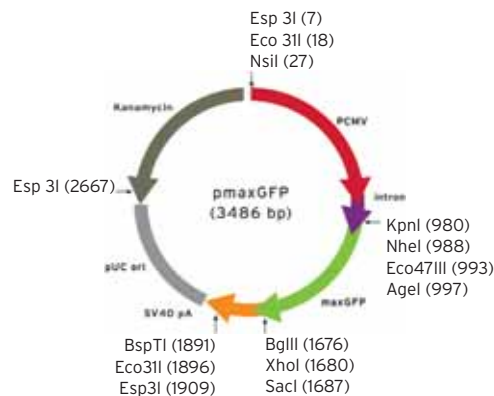 Esp 3I (7)
Eco 31I (18)
NsiI (27)
Kanamycin
PCMV
Esp 3I (2667)
pmaxGFP
(3486 bp)
intron
KpnI (980)
NheI (988)
Eco47III (993)
AgeI (997)
pUC ori
maxGFP
SV40 pA
BspTI (1891)
Eco31I (1896)
Esp3I (1909)
BglII (1676)
XhoI (1680)
SacI (1687)